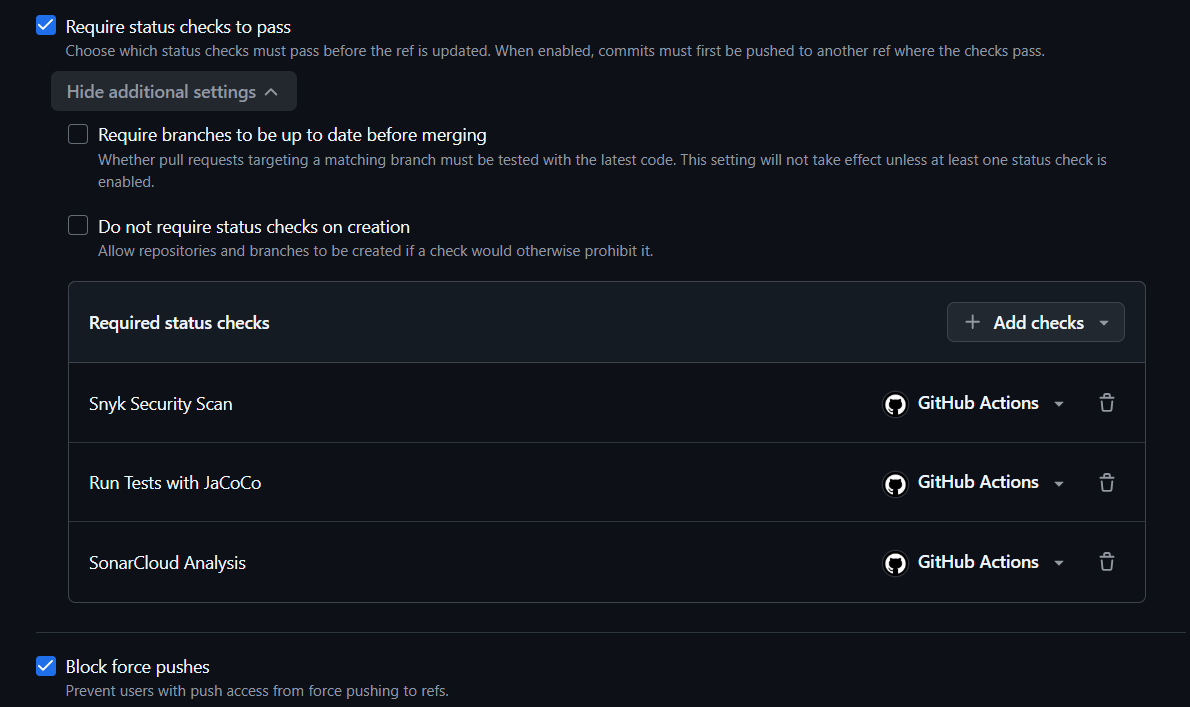 Require status checks to pass
Choose which status checks must pass before the ref is updated. When enabled, commits must first be pushed to another ref where the checks pass.
Hide additional settings
Require branches to be up to date before merging
Whether pull requests targeting a matching branch must be tested with the latest code. This setting will not take effect unless at least one status check is
enabled.
Do not require status checks on creation
Allow repositories and branches to be created if a check would otherwise prohibit it.
Required status checks
Add checks
Snyk Security Scan
GitHub Actions
Run Tests with JaCoCo
GitHub Actions
SonarCloud Analysis
GitHub Actions
Block force pushes
Prevent users with push access from force pushing to refs.